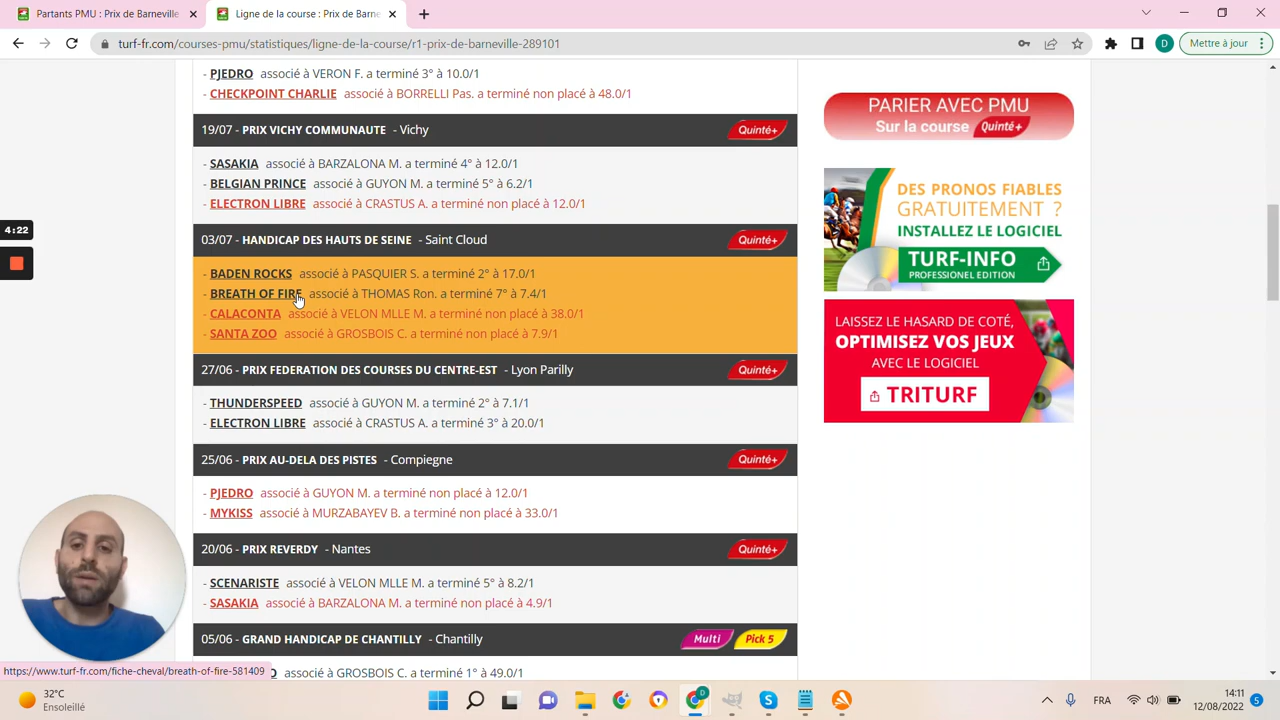 Partants PMU : Prix de Barneville
Ligne de la course : Prix de Barne
turf-fr.com/courses-pmu/statistiques/ligne-de-la-course/r1-prix-de-barneville-289101
D
Mettre à jour
- PJEDRO associé à VERON F. a terminé 3° à 10.0/1
- CHECKPOINT CHARLIE associé à BORRELLI Pas. a terminé non placé à 48.0/1
19/07 - PRIX VICHY COMMUNAUTE - Vichy Quinté+
- SASAKIA associé à BARZALONA M. a terminé 4° à 12.0/1
- BELGIAN PRINCE associé à GUYON M. a terminé 5° à 6.2/1
- ELECTRON LIBRE associé à CRASTUS A. a terminé non placé à 12.0/1
03/07 - HANDICAP DES HAUTS DE SEINE - Saint Cloud Quinté+
- BADEN ROCKS associé à PASQUIER S. a terminé 2° à 17.0/1
- BREATH OF FIRE associé à THOMAS Ron. a terminé 7° à 7.4/1
- CALACONTA associé à VELON MLLE M. a terminé non placé à 38.0/1
- SANTA ZOO associé à GROSBOIS C. a terminé non placé à 7.9/1
27/06 - PRIX FEDERATION DES COURSES DU CENTRE-EST - Lyon Parilly Quinté+
- THUNDERSPEED associé à GUYON M. a terminé 2° à 7.1/1
- ELECTRON LIBRE associé à CRASTUS A. a terminé 3° à 20.0/1
25/06 - PRIX AU-DELA DES PISTES - Compiegne Quinté+
- PJEDRO associé à GUYON M. a terminé non placé à 12.0/1
- MYKISS associé à MURZABAYEV B. a terminé non placé à 33.0/1
20/06 - PRIX REVERDY - Nantes Quinté+
- SCENARISTE associé à VELON MLLE M. a terminé 5° à 8.2/1
- SASAKIA associé à BARZALONA M. a terminé non placé à 4.9/1
05/06 - GRAND HANDICAP DE CHANTILLY - Chantilly Multi Pick 5
associé à GROSBOIS C. a terminé 1° à 49.0/1
PARIER AVEC PMU
Sur la course Quinté+
DES PRONOS FIABLES
GRATUITEMENT ?
INSTALLEZ LE LOGICIEL
TURF-INFO
PROFESSIONEL EDITION
LAISSEZ LE HASARD DE COTÉ,
OPTIMISEZ VOS JEUX
AVEC LE LOGICIEL
TRITURF
4:22
https://www.turf-fr.com/fiche-cheval/breath-of-fire-581409
32°C
Ensoleillé
D
FRA
14:11
12/08/2022
5